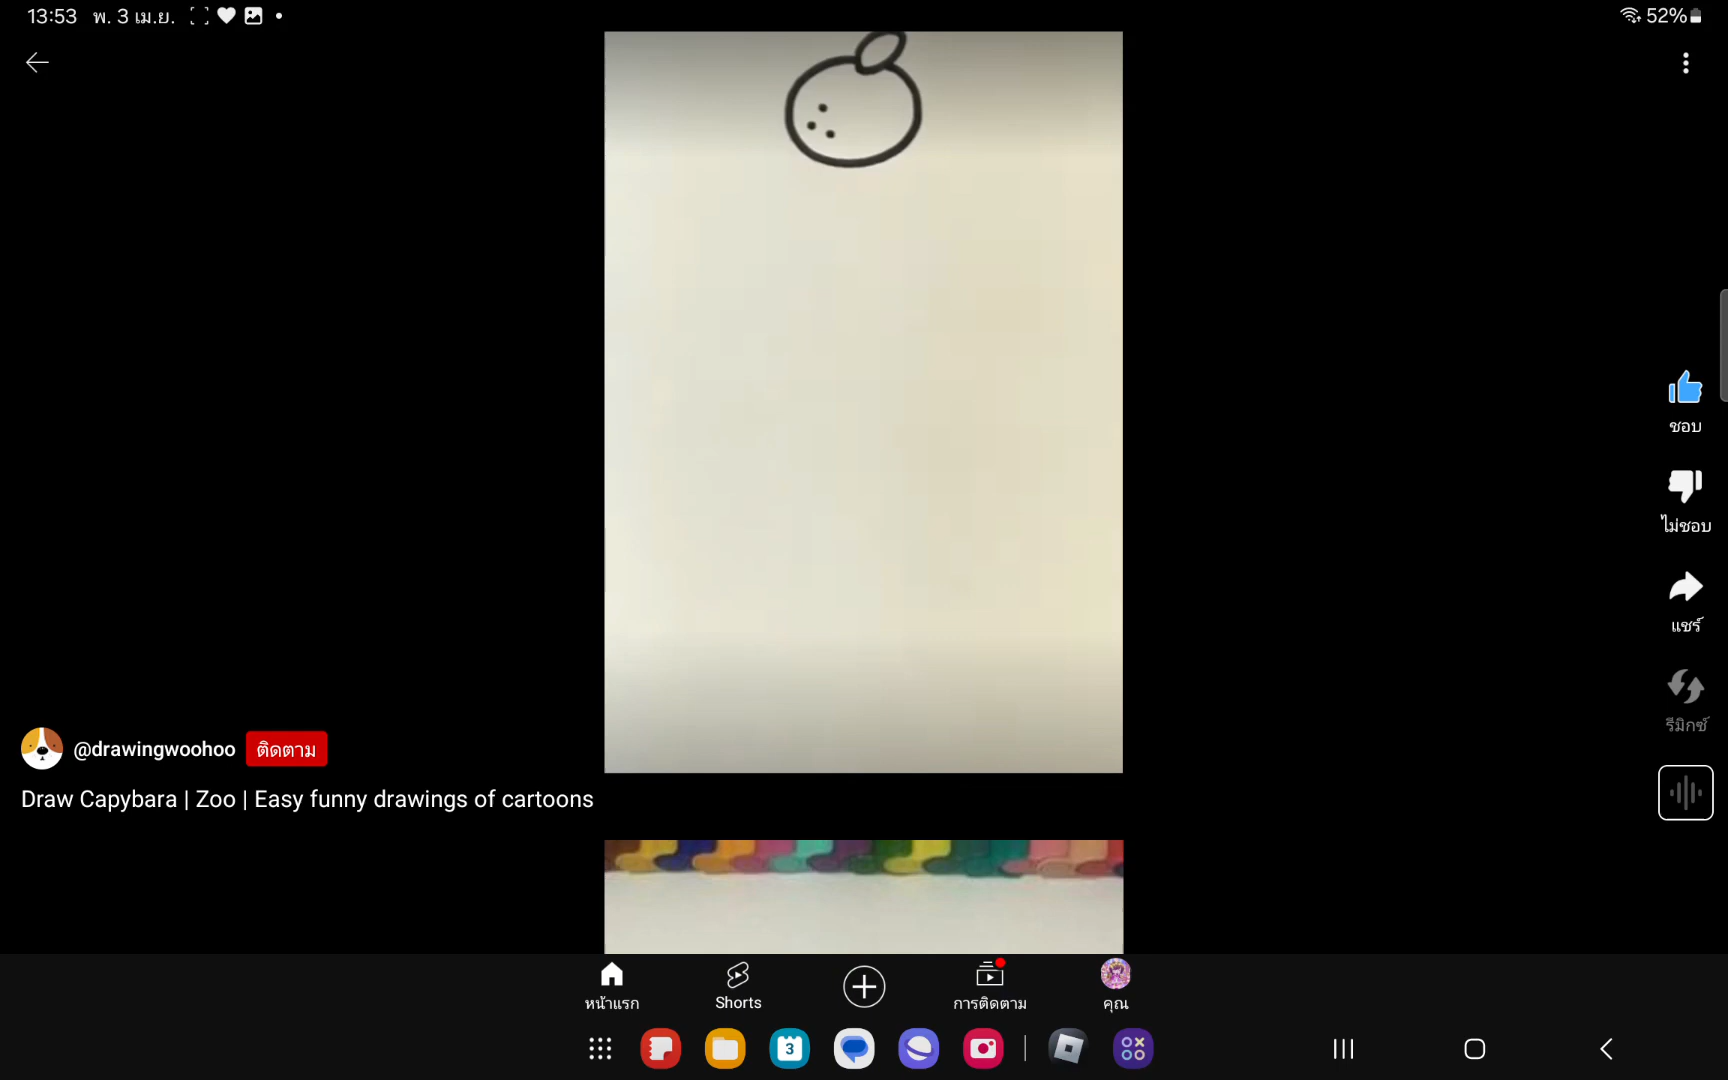 13:53 พ. 3 เม.ย.
52%
ชอบ
ไม่ชอบ
แชร์
รีมิกซ์
@drawingwoohoo ติดตาม
Draw Capybara | Zoo | Easy funny drawings of cartoons
หน้าแรก Shorts การติดตาม คุณ
3